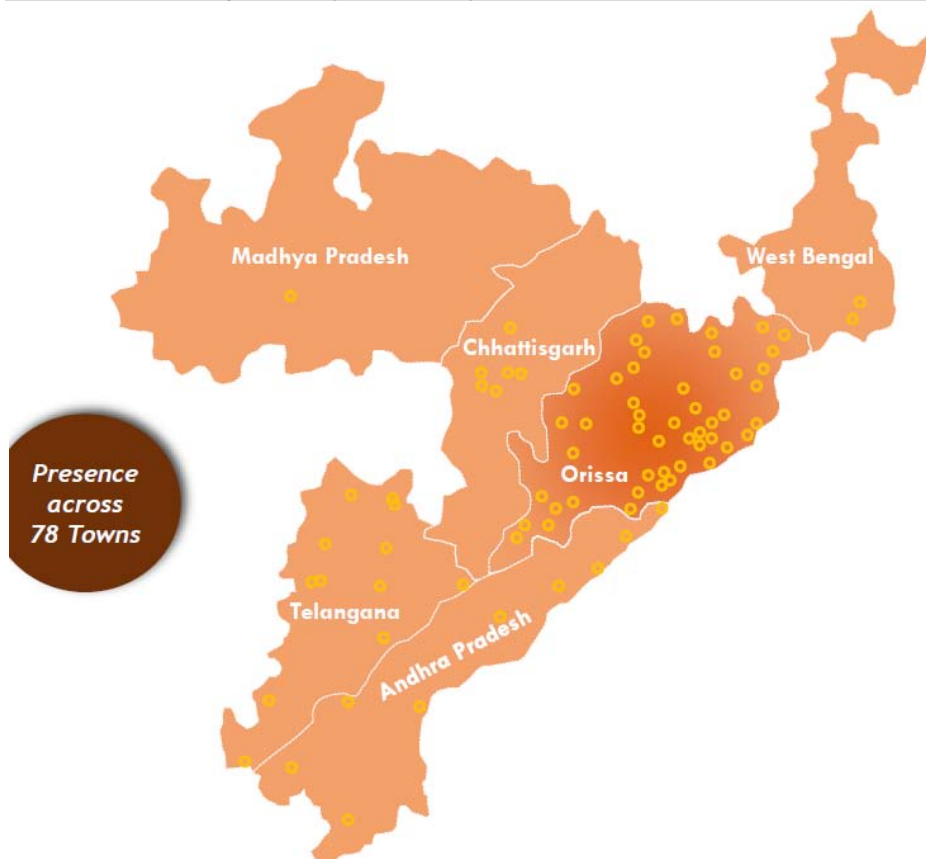 Madhya Pradesh
West Bengal
Chhattisgarh
Presence
across
78 Towns
Orissa
Telangana
Andhra Pradesh